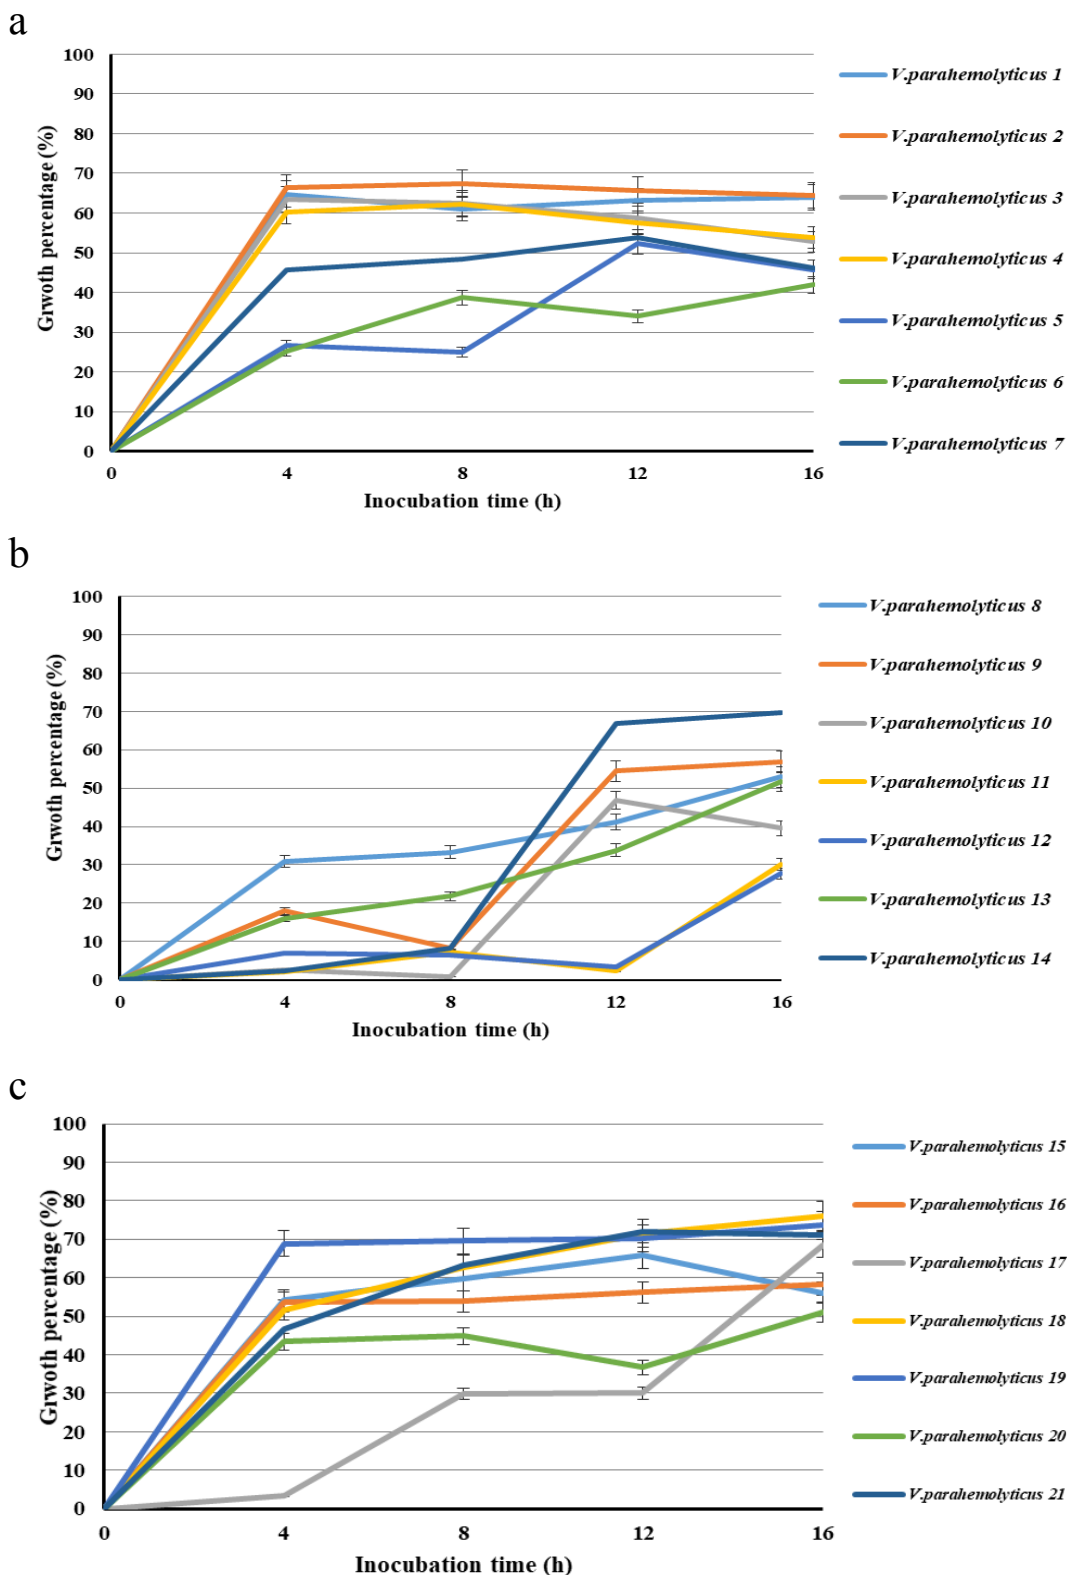 a
100
90
80
70
60
50
40
30
20
10
0
Grwoth percentage (%)
0 4 8 12 16
Inocubation time (h)
V.parahemolyticus 1
V.parahemolyticus 2
V.parahemolyticus 3
V.parahemolyticus 4
V.parahemolyticus 5
V.parahemolyticus 6
V.parahemolyticus 7
b
100
90
80
70
60
50
40
30
20
10
0
Grwoth percentage (%)
0 4 8 12 16
Inocubation time (h)
V.parahemolyticus 8
V.parahemolyticus 9
V.parahemolyticus 10
V.parahemolyticus 11
V.parahemolyticus 12
V.parahemolyticus 13
V.parahemolyticus 14
c
100
90
80
70
60
50
40
30
20
10
0
Grwoth percentage (%)
0 4 8 12 16
Inocubation time (h)
V.parahemolyticus 15
V.parahemolyticus 16
V.parahemolyticus 17
V.parahemolyticus 18
V.parahemolyticus 19
V.parahemolyticus 20
V.parahemolyticus 21